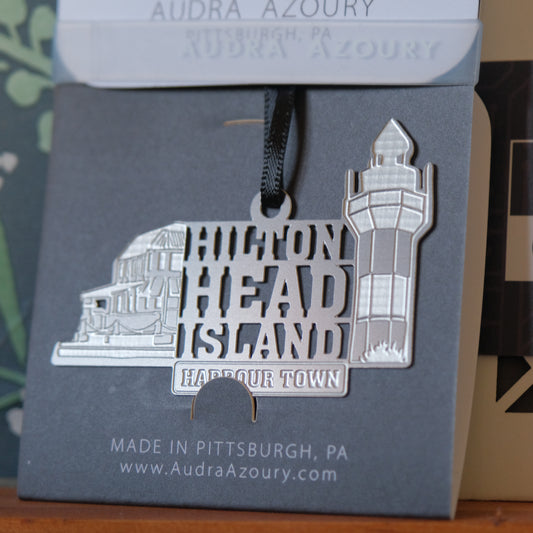 AUDRA AZOURY
PITTSBURGH, PA
AUDRA AZOURY
HILTON
HEAD
ISLAND
HARBOUR TOWN
MADE IN PITTSBURGH, PA
www.AudraAzoury.com